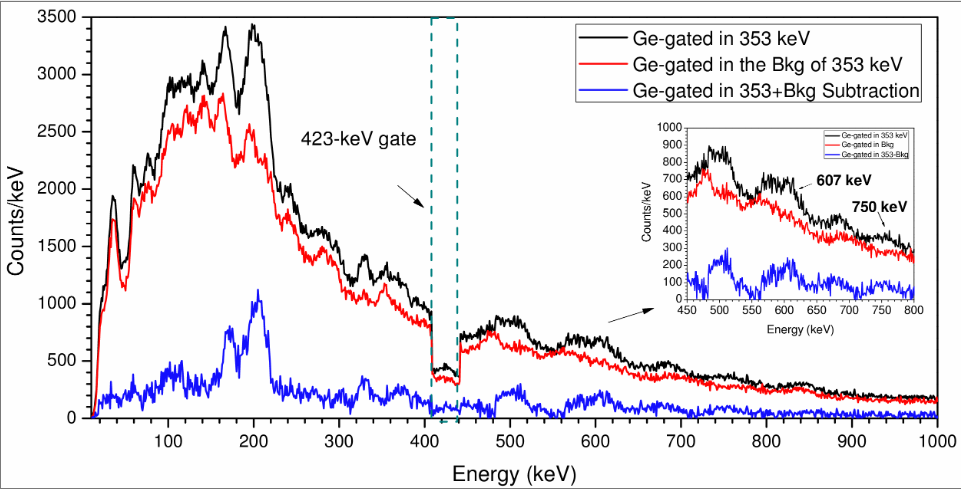 3500
3000
2500
2000
1500
1000
500
0
Counts/keV
100 200 300 400 500 600 700 800 900 1000
Energy (keV)
Ge-gated in 353 keV
Ge-gated in the Bkg of 353 keV
Ge-gated in 353+Bkg Subtraction
423-keV gate
1000
900
800
700
600
500
400
300
200
100
0
Counts/keV
450 500 550 600 650 700 750 800
Energy (keV)
Ge-gated in 353 keV
Ge-gated in Bkg
Ge-gated in 353-Bkg
607 keV
750 keV